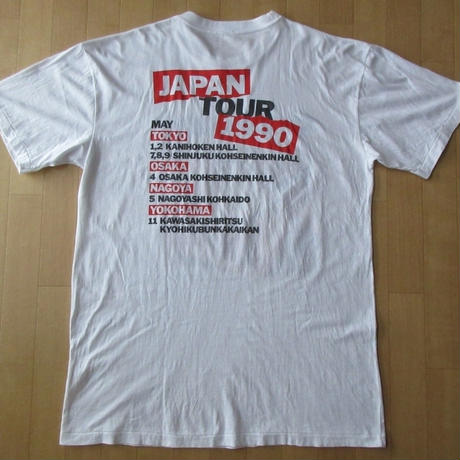 JAPAN
TOUR
1990
MAY
TOKYO
1,2 KANIHOKEN HALL
7,8,9 SHINJUKU KOHSEINENKIN HALL
OSAKA
4 OSAKA KOHSEINENKIN HALL
NAGOYA
5 NAGOYASHI KOHKAIDO
YOKOHAMA
11 KAWASAKISHIRITSU
KYOHIKUBUNKAKAIKAN